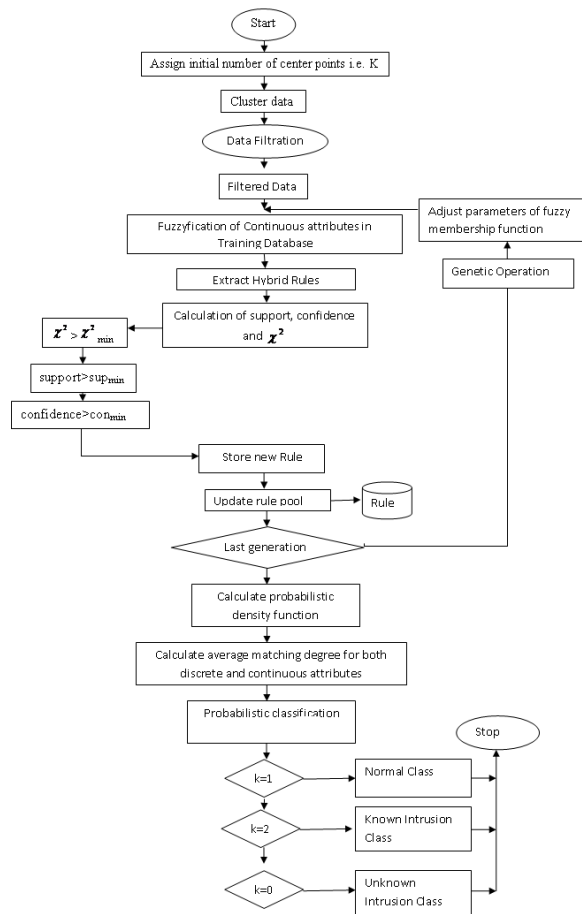 Start
Assign initial number of center points i.e. K
Cluster data
Data Filtration
Filtered Data
Adjust parameters of fuzzy
membership function
Fuzzyfication of Continuous attributes in
Training Database
Genetic Operation
Extract Hybrid Rules
Calculation of support, confidence
and χ²
χ² > χ²min
support>supmin
confidence>conmin
Store new Rule
Update rule pool
Rule
Last generation
Calculate probabilistic
density function
Calculate average matching degree for both
discrete and continuous attributes
Probabilistic classification
Stop
k=1
Normal Class
k=2
Known Intrusion
Class
k=0
Unknown
Intrusion Class